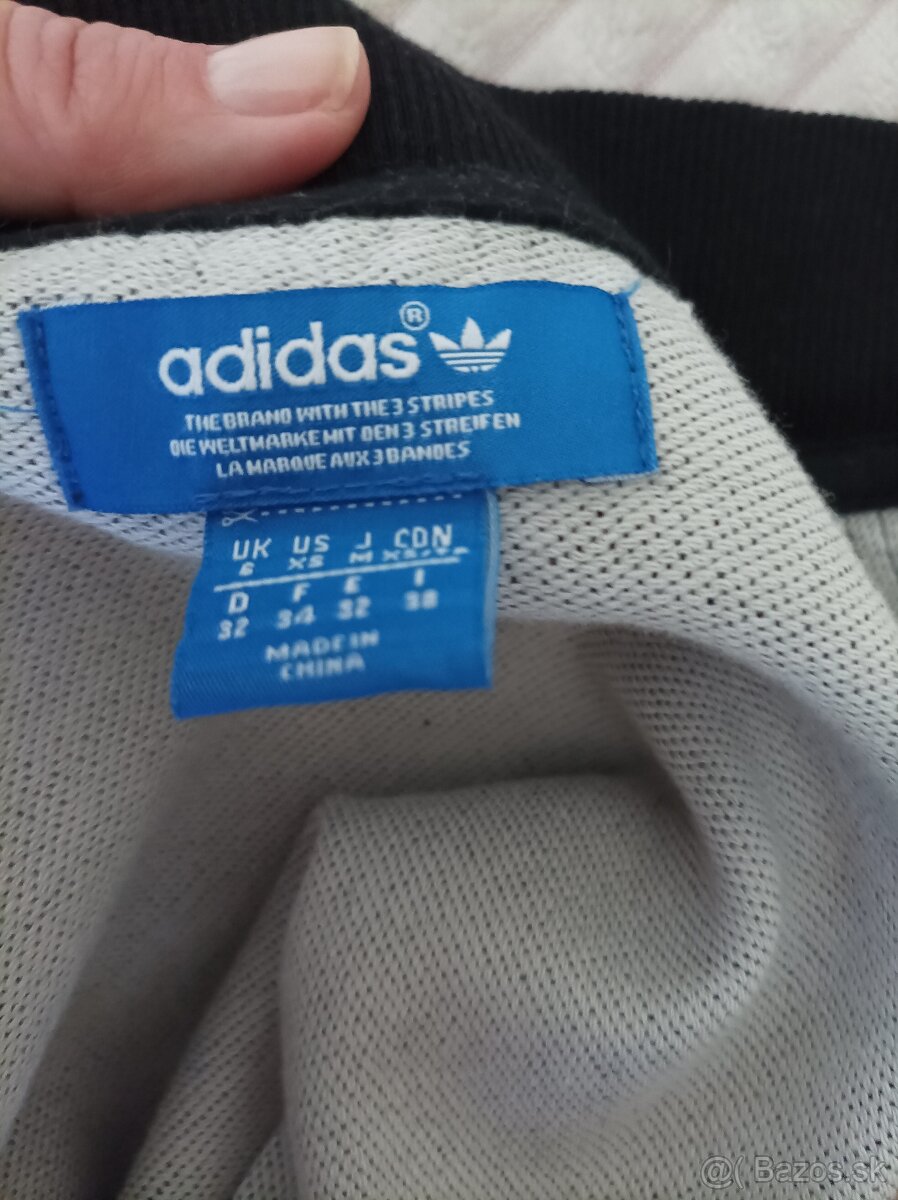 adidas®
THE BRAND WITH THE 3 STRIPES
DIE WELTMARKE MIT DEN 3 STREIFEN
LA MARQUE AUX 3 BANDES
UK US J CDN
6 XS M
D F E I
32 34 32 38
MADE IN
CHINA
@( Bazos.sk